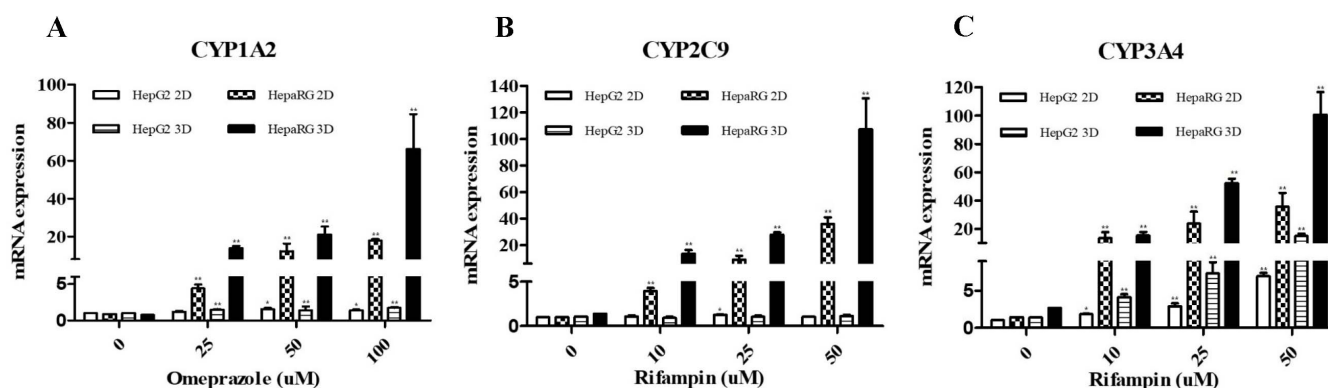 A
CYP1A2
100
80
60
40
20
5
0
mRNA expression
HepG2 2D
HepaRG 2D
HepG2 3D
HepaRG 3D
** * ** ** ** ** ** * ** ** **
0
25
50
100
Omeprazole (uM)
B
CYP2C9
140
120
100
80
60
40
20
5
0
mRNA expression
HepG2 2D
HepaRG 2D
HepG2 3D
HepaRG 3D
** ** * ** ** ** **
0
10
25
50
Rifampin (uM)
C
CYP3A4
120
100
80
60
40
20
5
0
mRNA expression
HepG2 2D
HepaRG 2D
HepG2 3D
HepaRG 3D
* ** ** ** ** ** ** ** ** ** ** **
0
10
25
50
Rifampin (uM)